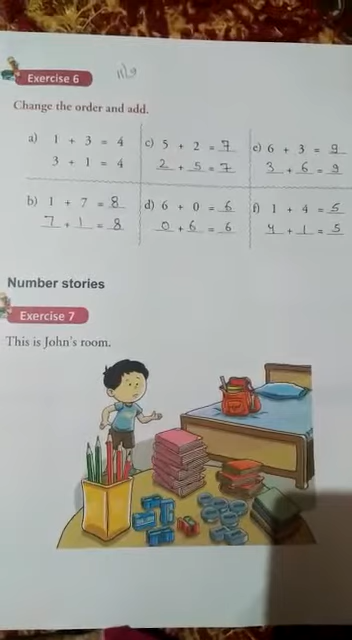 Exercise 6
Change the order and add.
a) 1 + 3 = 4
3 + 1 = 4
c) 5 + 2 = 7
2 + 5 = 7
e) 6 + 3 = 9
3 + 6 = 9
b) 1 + 7 = 8
7 + 1 = 8
d) 6 + 0 = 6
0 + 6 = 6
f) 1 + 4 = 5
4 + 1 = 5
Number stories
Exercise 7
This is John's room.